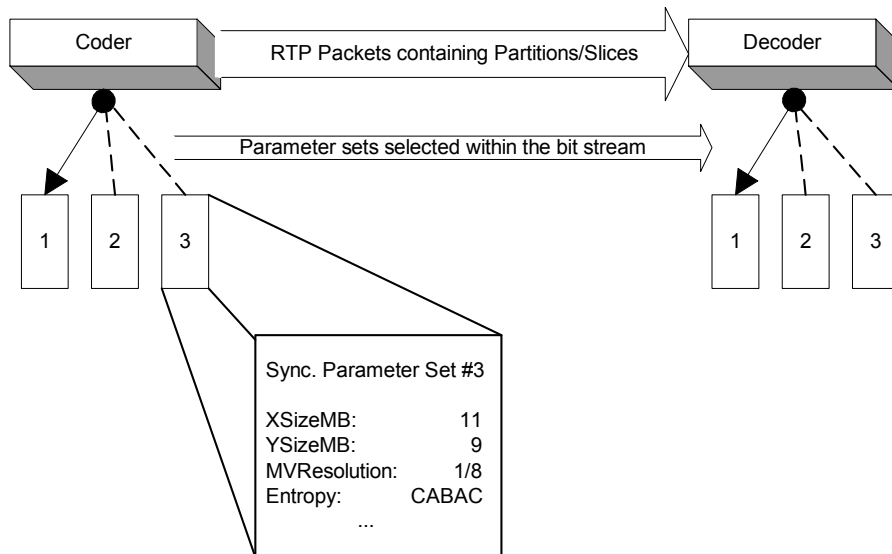 Coder
RTP Packets containing Partitions/Slices
Decoder
Parameter sets selected within the bit stream
1 2 3
1 2 3
Sync. Parameter Set #3
XSizeMB: 11
YSizeMB: 9
MVResolution: 1/8
Entropy: CABAC
...